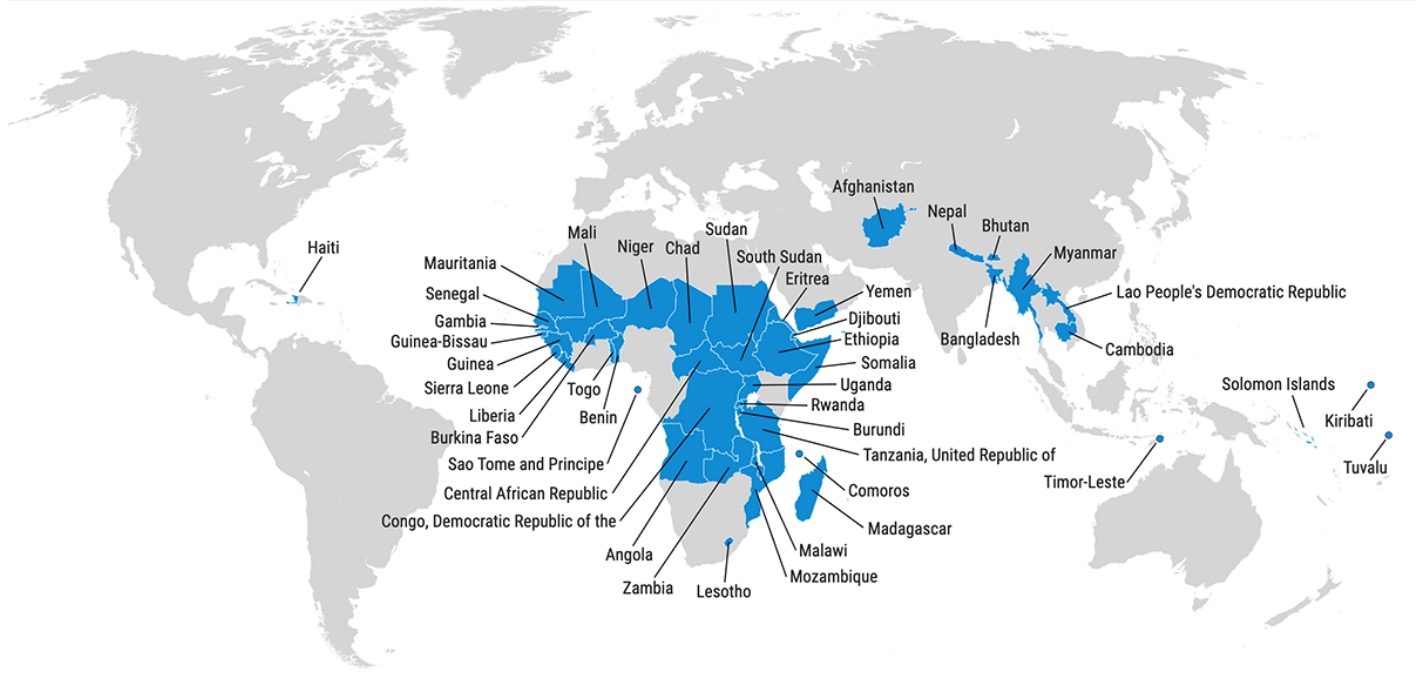 Afghanistan
Nepal
Bhutan
Sudan
Mali
Niger
Chad
Haiti
South Sudan
Myanmar
Mauritania
Eritrea
Yemen
Senegal
Lao People's Democratic Republic
Gambia
Djibouti
Guinea-Bissau
Ethiopia
Bangladesh
Cambodia
Guinea
Somalia
Sierra Leone
Togo
Uganda
Solomon Islands
Liberia
Benin
Rwanda
Kiribati
Burkina Faso
Burundi
Sao Tome and Principe
Tanzania, United Republic of
Tuvalu
Timor-Leste
Central African Republic
Comoros
Congo, Democratic Republic of the
Madagascar
Angola
Malawi
Zambia
Lesotho
Mozambique